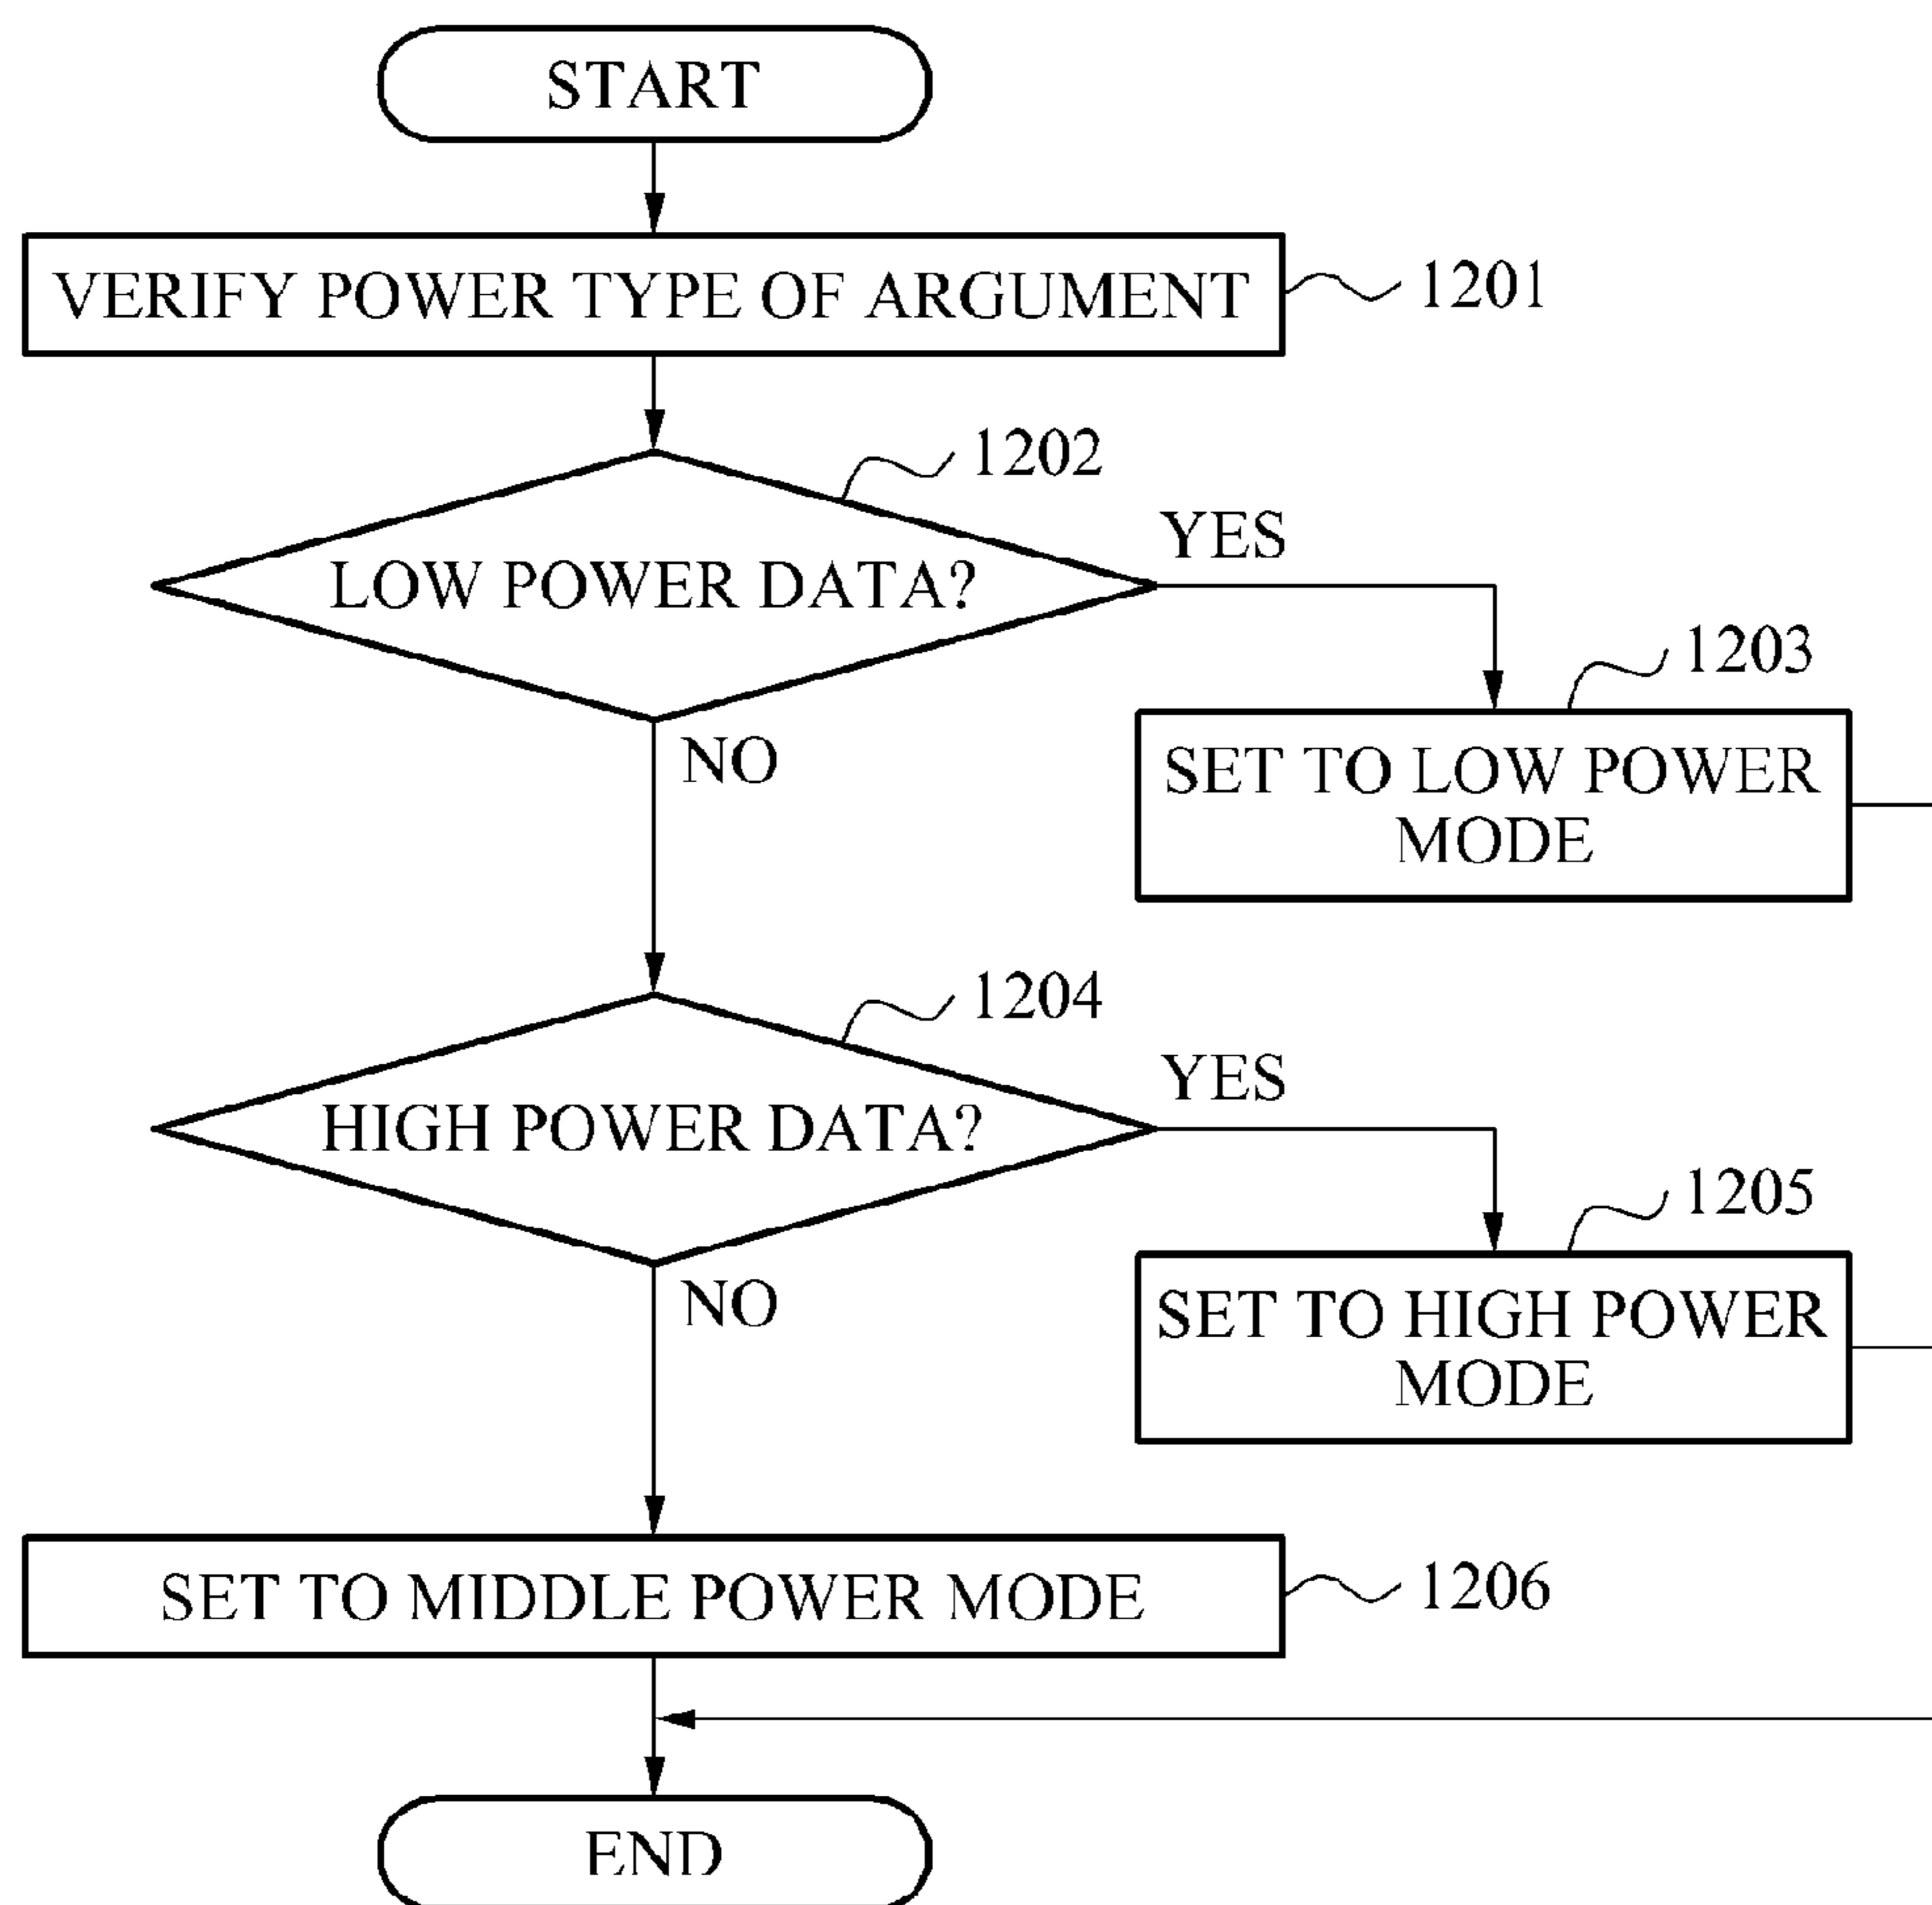 START
VERIFY POWER TYPE OF ARGUMENT
1201
1202
LOW POWER DATA?
YES
NO
1203
SET TO LOW POWER
MODE
1204
HIGH POWER DATA?
YES
NO
1205
SET TO HIGH POWER
MODE
SET TO MIDDLE POWER MODE
1206
END